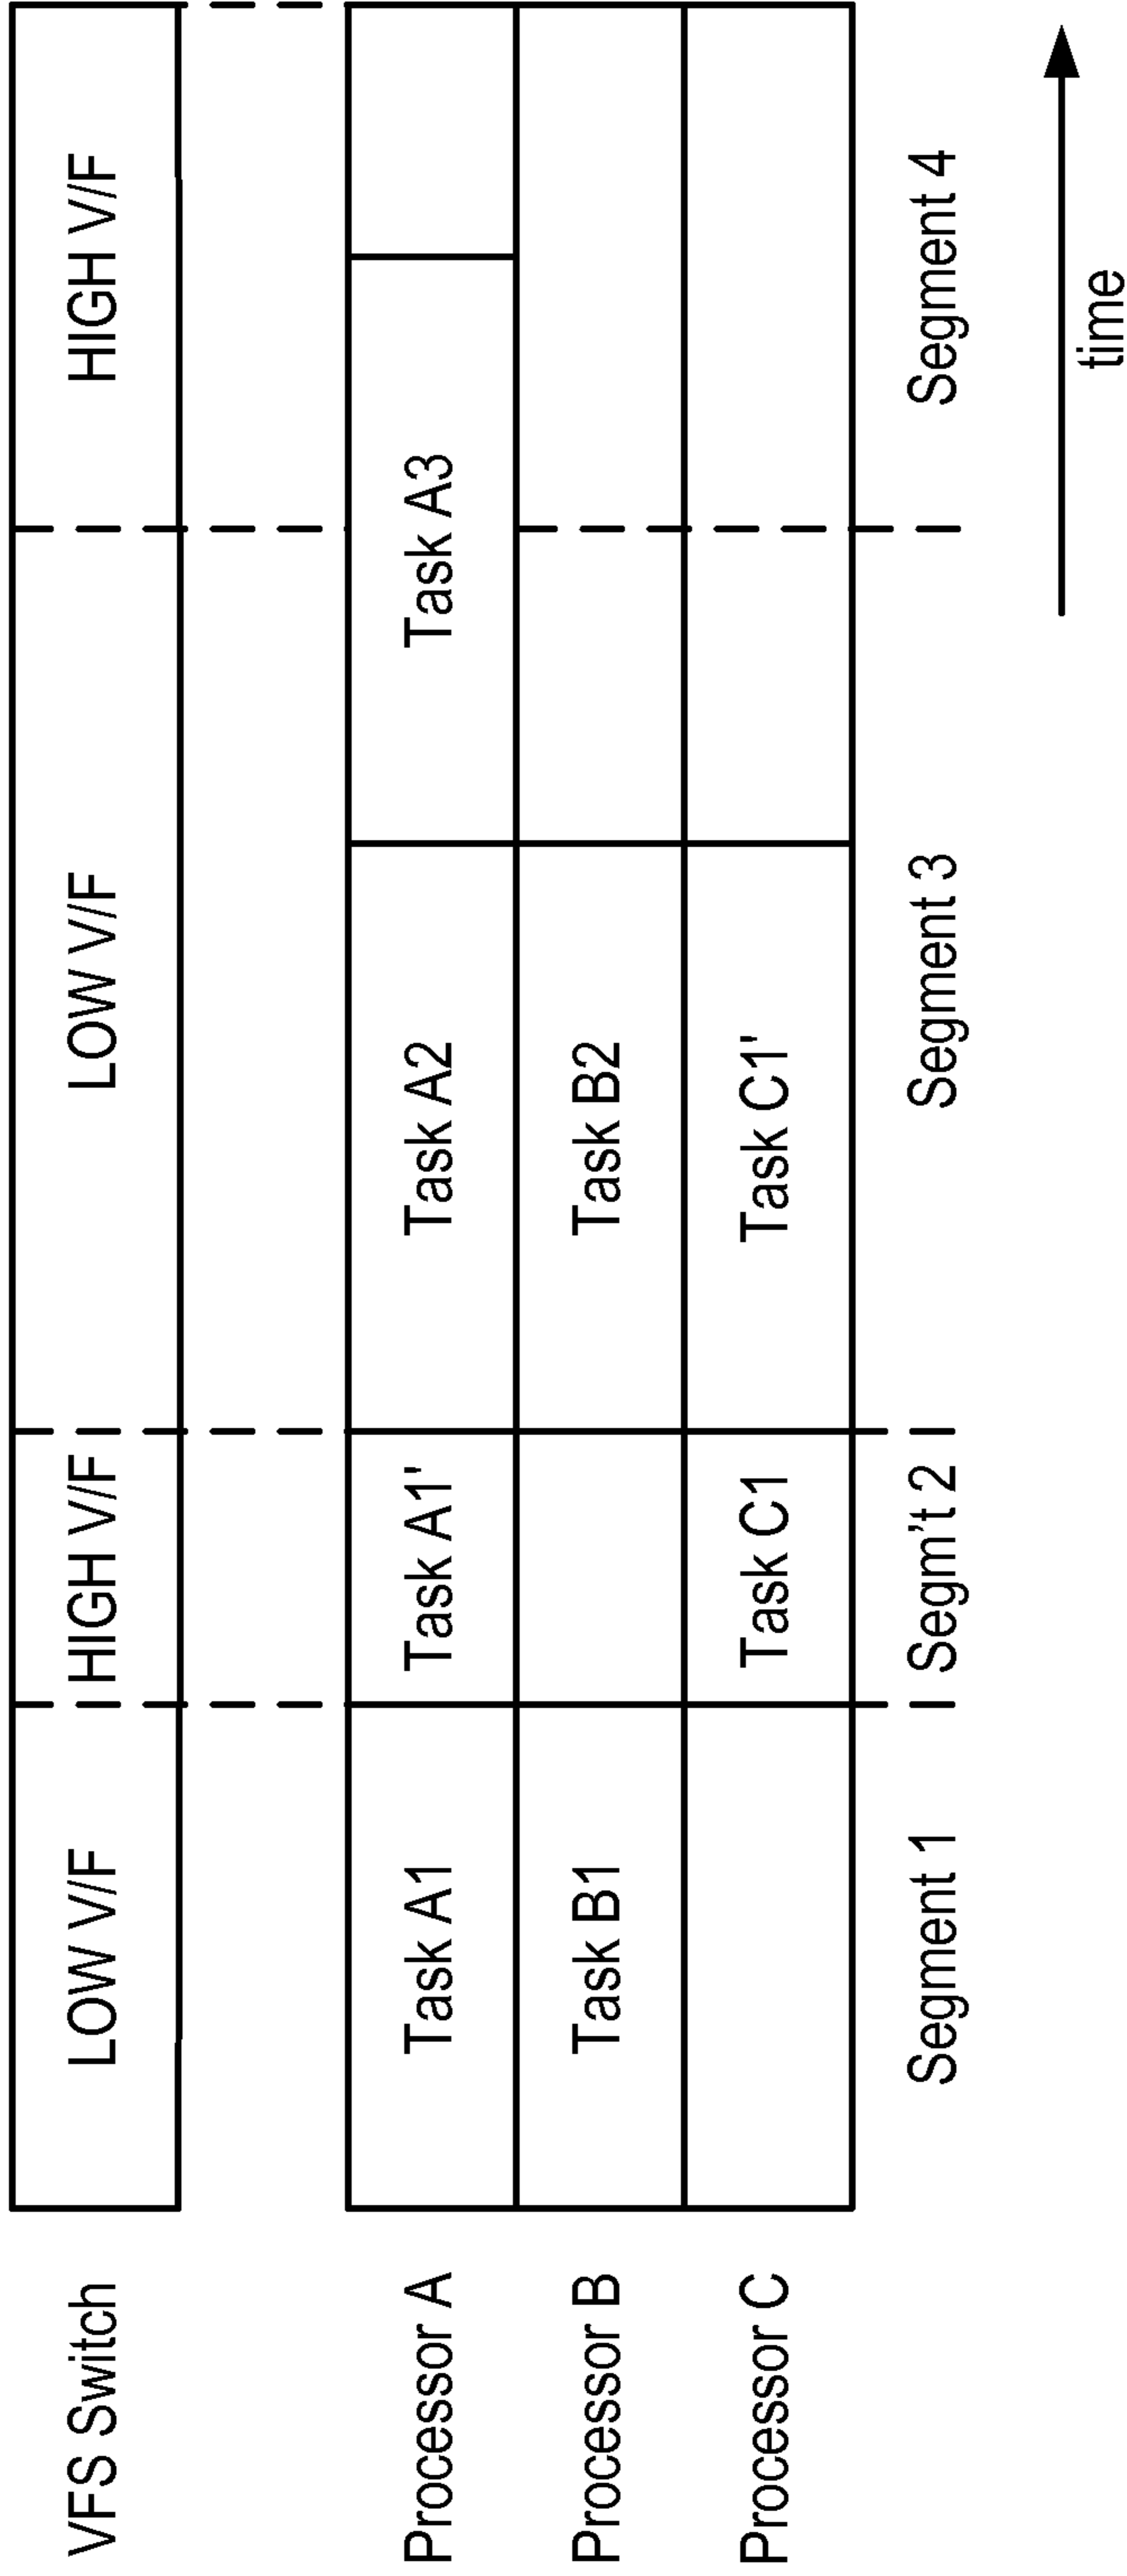 VFS Switch
LOW V/F
HIGH V/F
LOW V/F
HIGH V/F
Processor A
Task A1
Task A1'
Task A2
Task A3
Processor B
Task B1
Task B2
Processor C
Task C1
Task C1'
Segment 1
Segm't 2
Segment 3
Segment 4
time